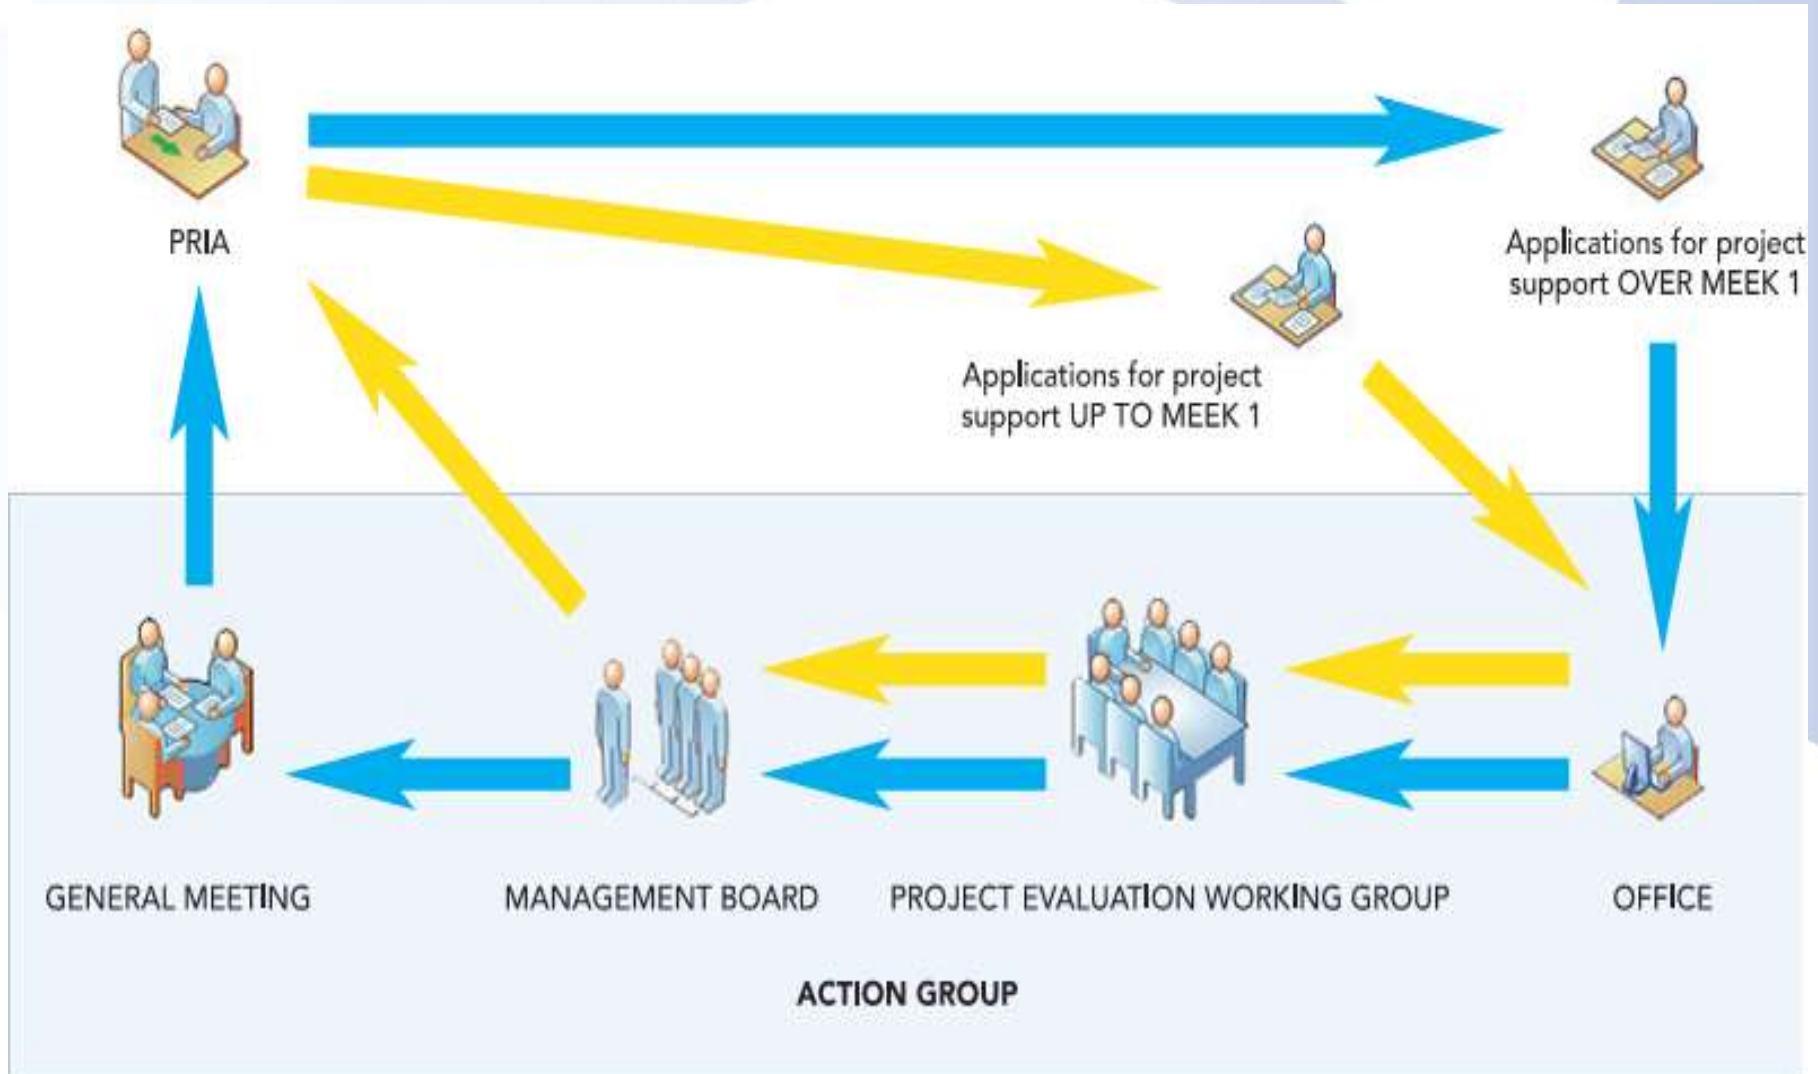 PRIA
Applications for project
support OVER MEEK 1
Applications for project
support UP TO MEEK 1
GENERAL MEETING
MANAGEMENT BOARD
PROJECT EVALUATION WORKING GROUP
OFFICE
ACTION GROUP